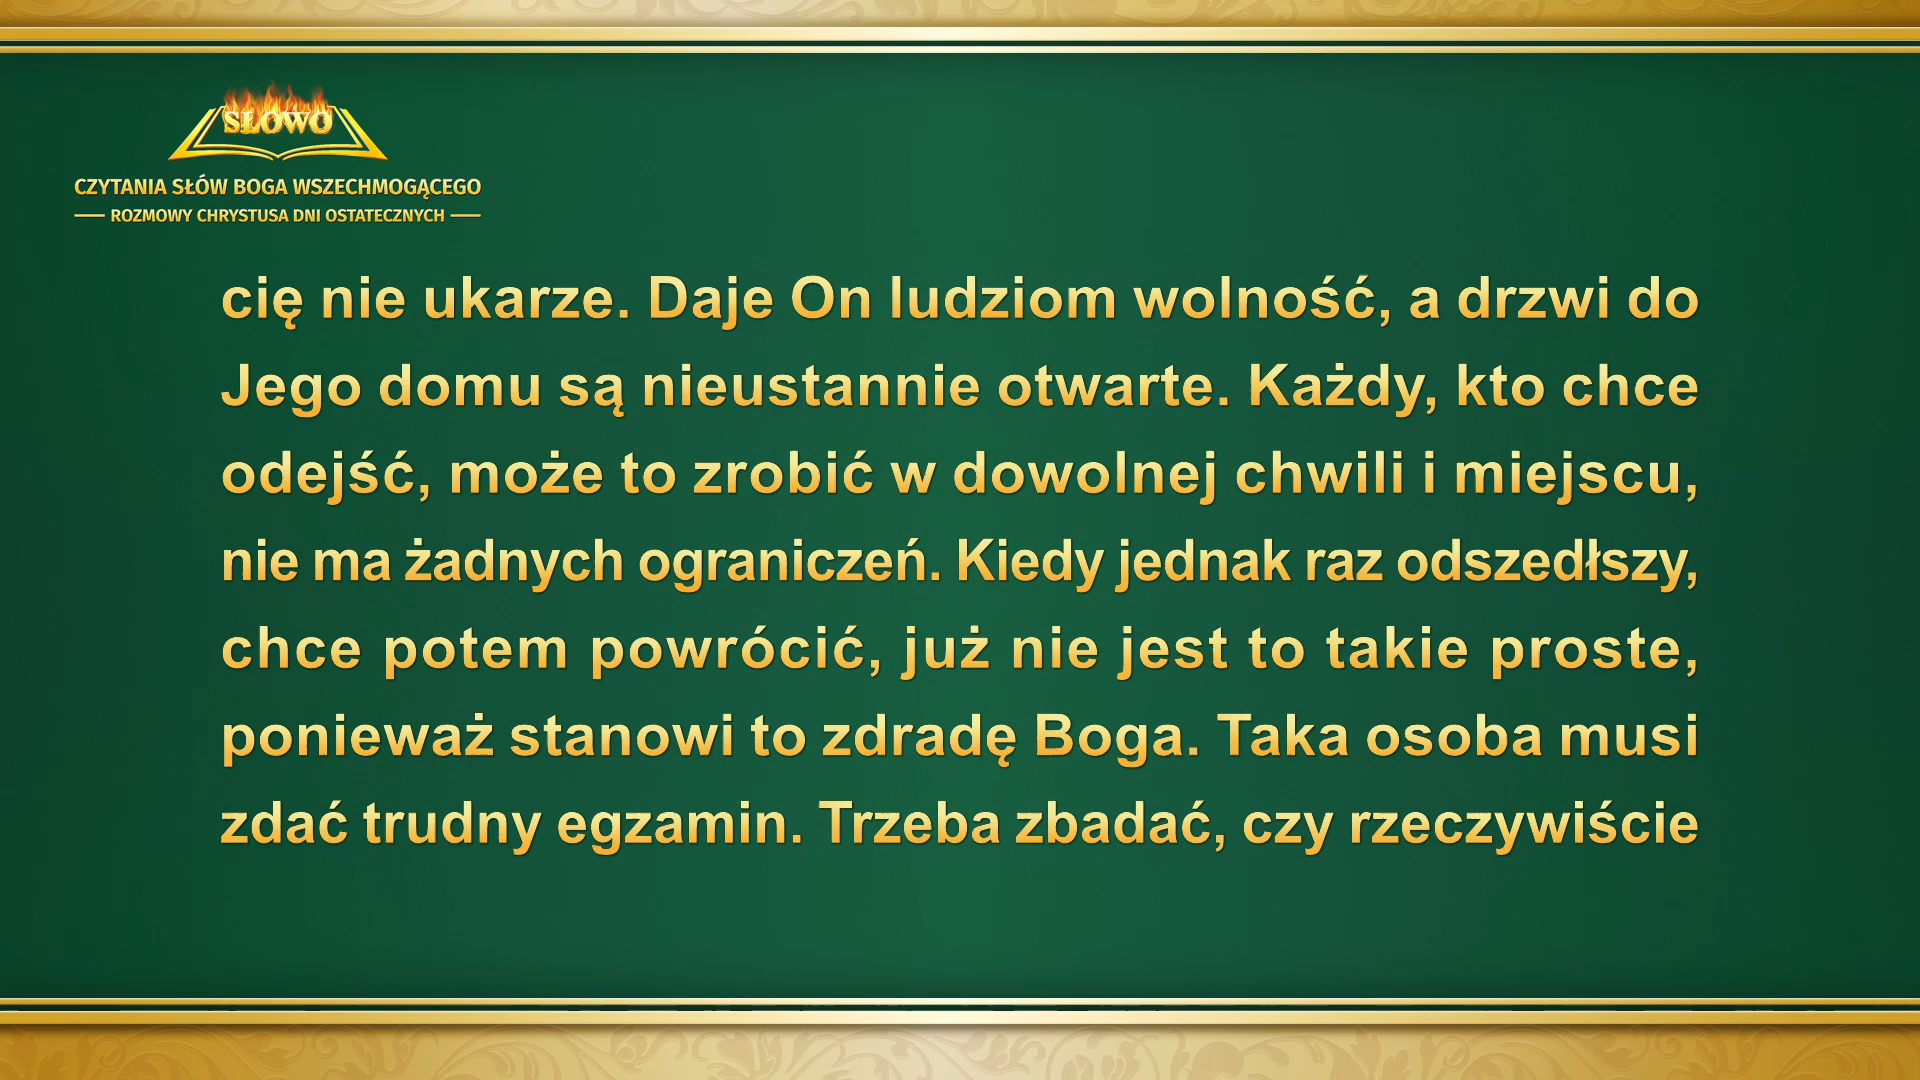 SŁOWO
CZYTANIA SŁÓW BOGA WSZECHMOGĄCEGO
ROZMOWY CHRYSTUSA DNI OSTATECZNYCH
cię nie ukarze. Daje On ludziom wolność, a drzwi do
Jego domu są nieustannie otwarte. Każdy, kto chce
odejść, może to zrobić w dowolnej chwili i miejscu,
nie ma żadnych ograniczeń. Kiedy jednak raz odszedłszy,
chce potem powrócić, już nie jest to takie proste,
ponieważ stanowi to zdradę Boga. Taka osoba musi
zdać trudny egzamin. Trzeba zbadać, czy rzeczywiście